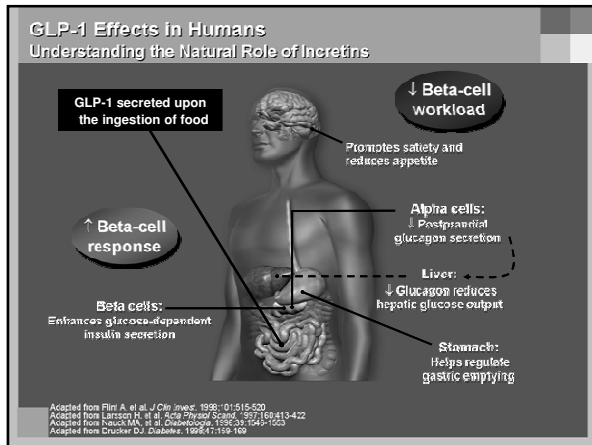 GLP-1 Effects in Humans
Understanding the Natural Role of Incretins
GLP-1 secreted upon
the ingestion of food
↓ Beta-cell
workload
Promotes satiety and
reduces appetite
↑ Beta-cell
response
Alpha cells:
↓ Postprandial
glucagon secretion
Liver:
↓ Glucagon reduces
hepatic glucose output
Beta cells:
Enhances glucose-dependent
insulin secretion
Stomach:
Helps regulate
gastric emptying
Adapted from Flint A, et al. J Clin Invest. 1998;101:515-520
Adapted from Larsson H, et al. Acta Physiol Scand. 1997;160:413-422
Adapted from Nauck MA, et al. Diabetologia. 1996;39:1546-1553
Adapted from Drucker DJ. Diabetes. 1998;47:159-169